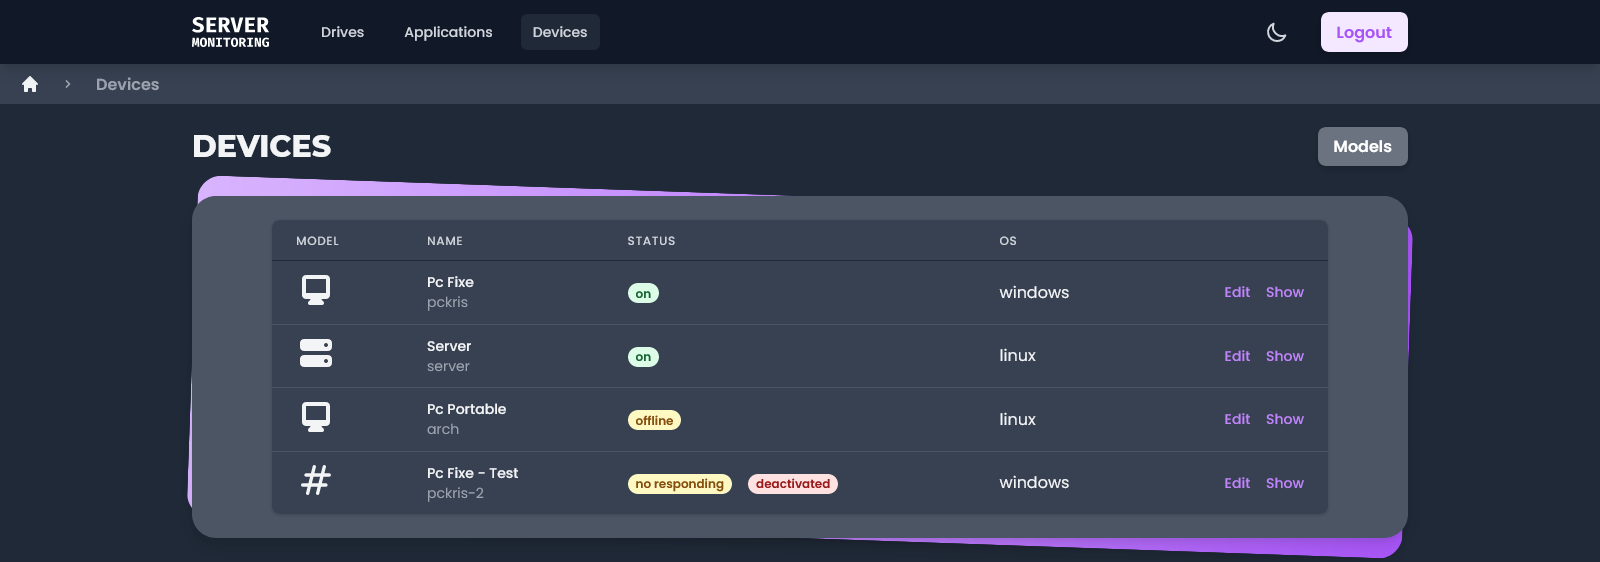 SERVER
MONITORING
Drives Applications Devices
Logout
Devices
DEVICES
Models
MODEL NAME STATUS OS
Pc Fixe
pckris
on
windows
Edit Show
Server
server
on
linux
Edit Show
Pc Portable
arch
offline
linux
Edit Show
#
Pc Fixe - Test
pckris-2
no responding deactivated
windows
Edit Show